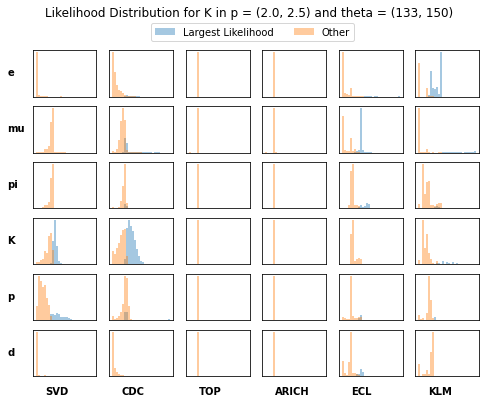 Likelihood Distribution for K in p = (2.0, 2.5) and theta = (133, 150)
Largest Likelihood Other
e
mu
pi
K
p
d
SVD CDC TOP ARICH ECL KLM